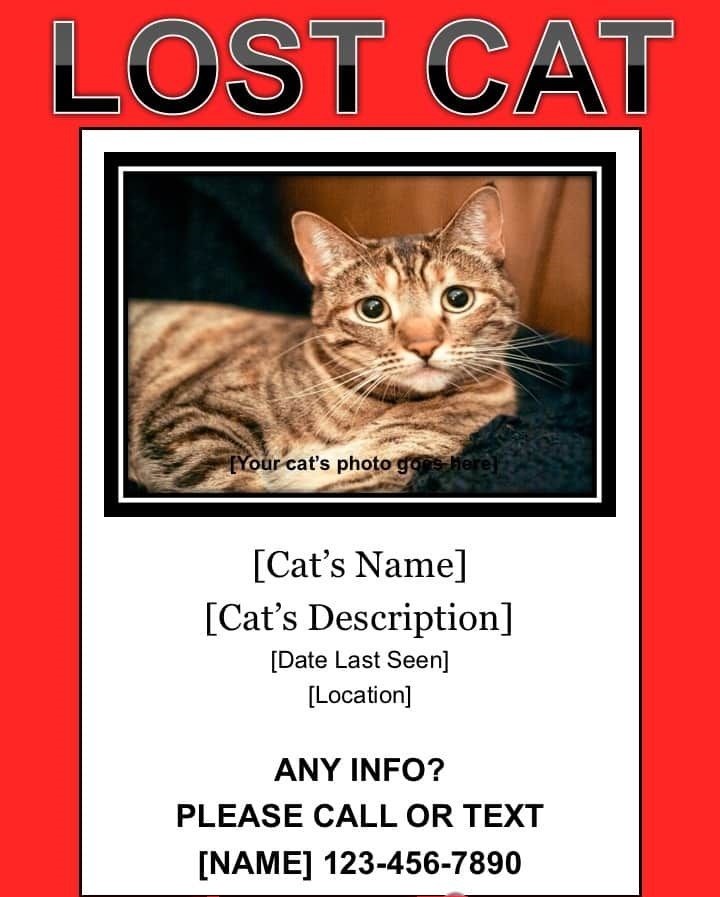 LOST CAT
[Your cat’s photo goes here]
[Cat’s Name]
[Cat’s Description]
[Date Last Seen]
[Location]
ANY INFO?
PLEASE CALL OR TEXT
[NAME] 123-456-7890